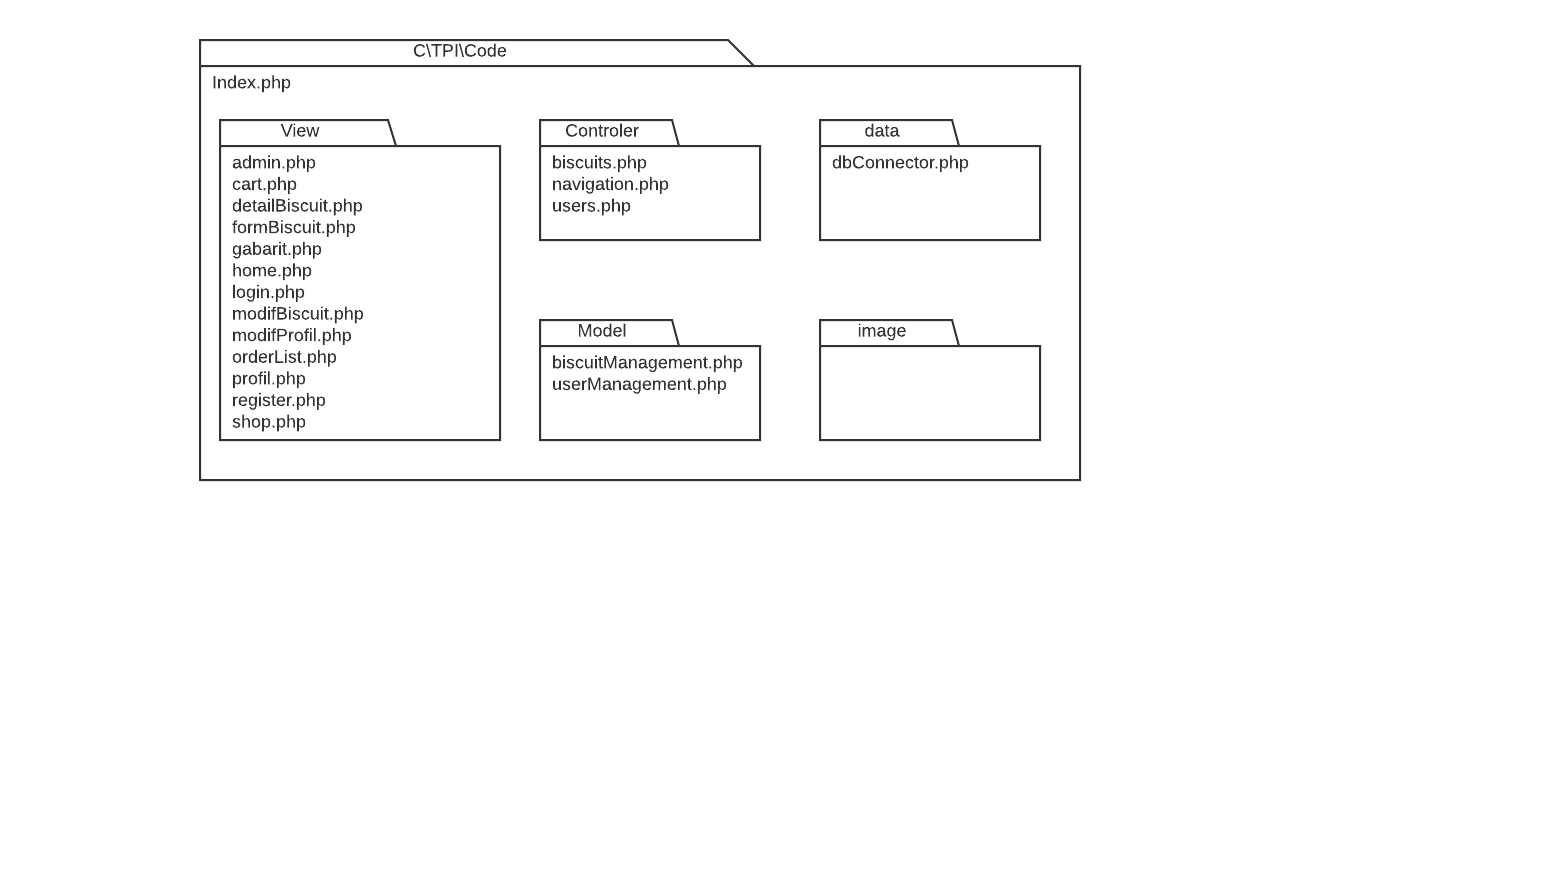 C\TPI\Code
Index.php
View
admin.php
cart.php
detailBiscuit.php
formBiscuit.php
gabarit.php
home.php
login.php
modifBiscuit.php
modifProfil.php
orderList.php
profil.php
register.php
shop.php
Controler
biscuits.php
navigation.php
users.php
data
dbConnector.php
Model
biscuitManagement.php
userManagement.php
image